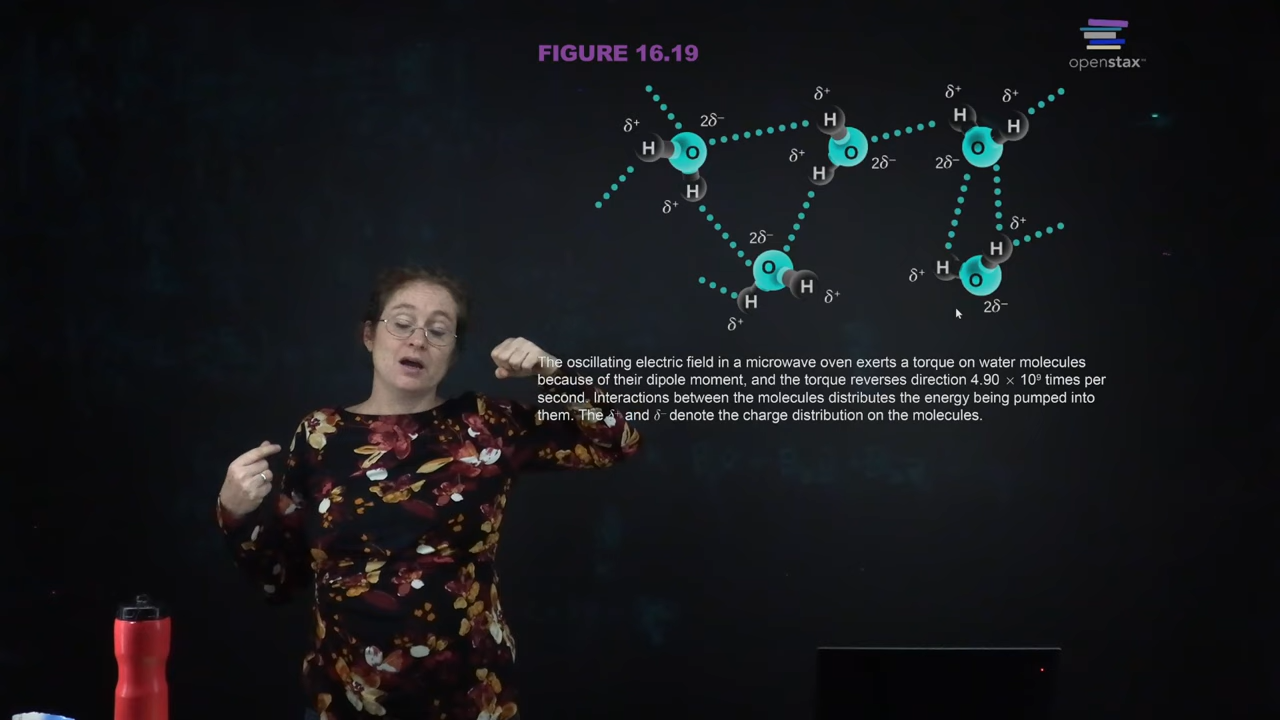 FIGURE 16.19
openstax™
δ⁺ 2δ⁻ H O H δ⁺
δ⁺ H O δ⁺ H 2δ⁻
δ⁺ δ⁺ H H O 2δ⁻
2δ⁻ O H H δ⁺ δ⁺
δ⁺ H H O δ⁺ 2δ⁻
The oscillating electric field in a microwave oven exerts a torque on water molecules
because of their dipole moment, and the torque reverses direction 4.90 × 10⁹ times per
second. Interactions between the molecules distributes the energy being pumped into
them. The δ⁺ and δ⁻ denote the charge distribution on the molecules.